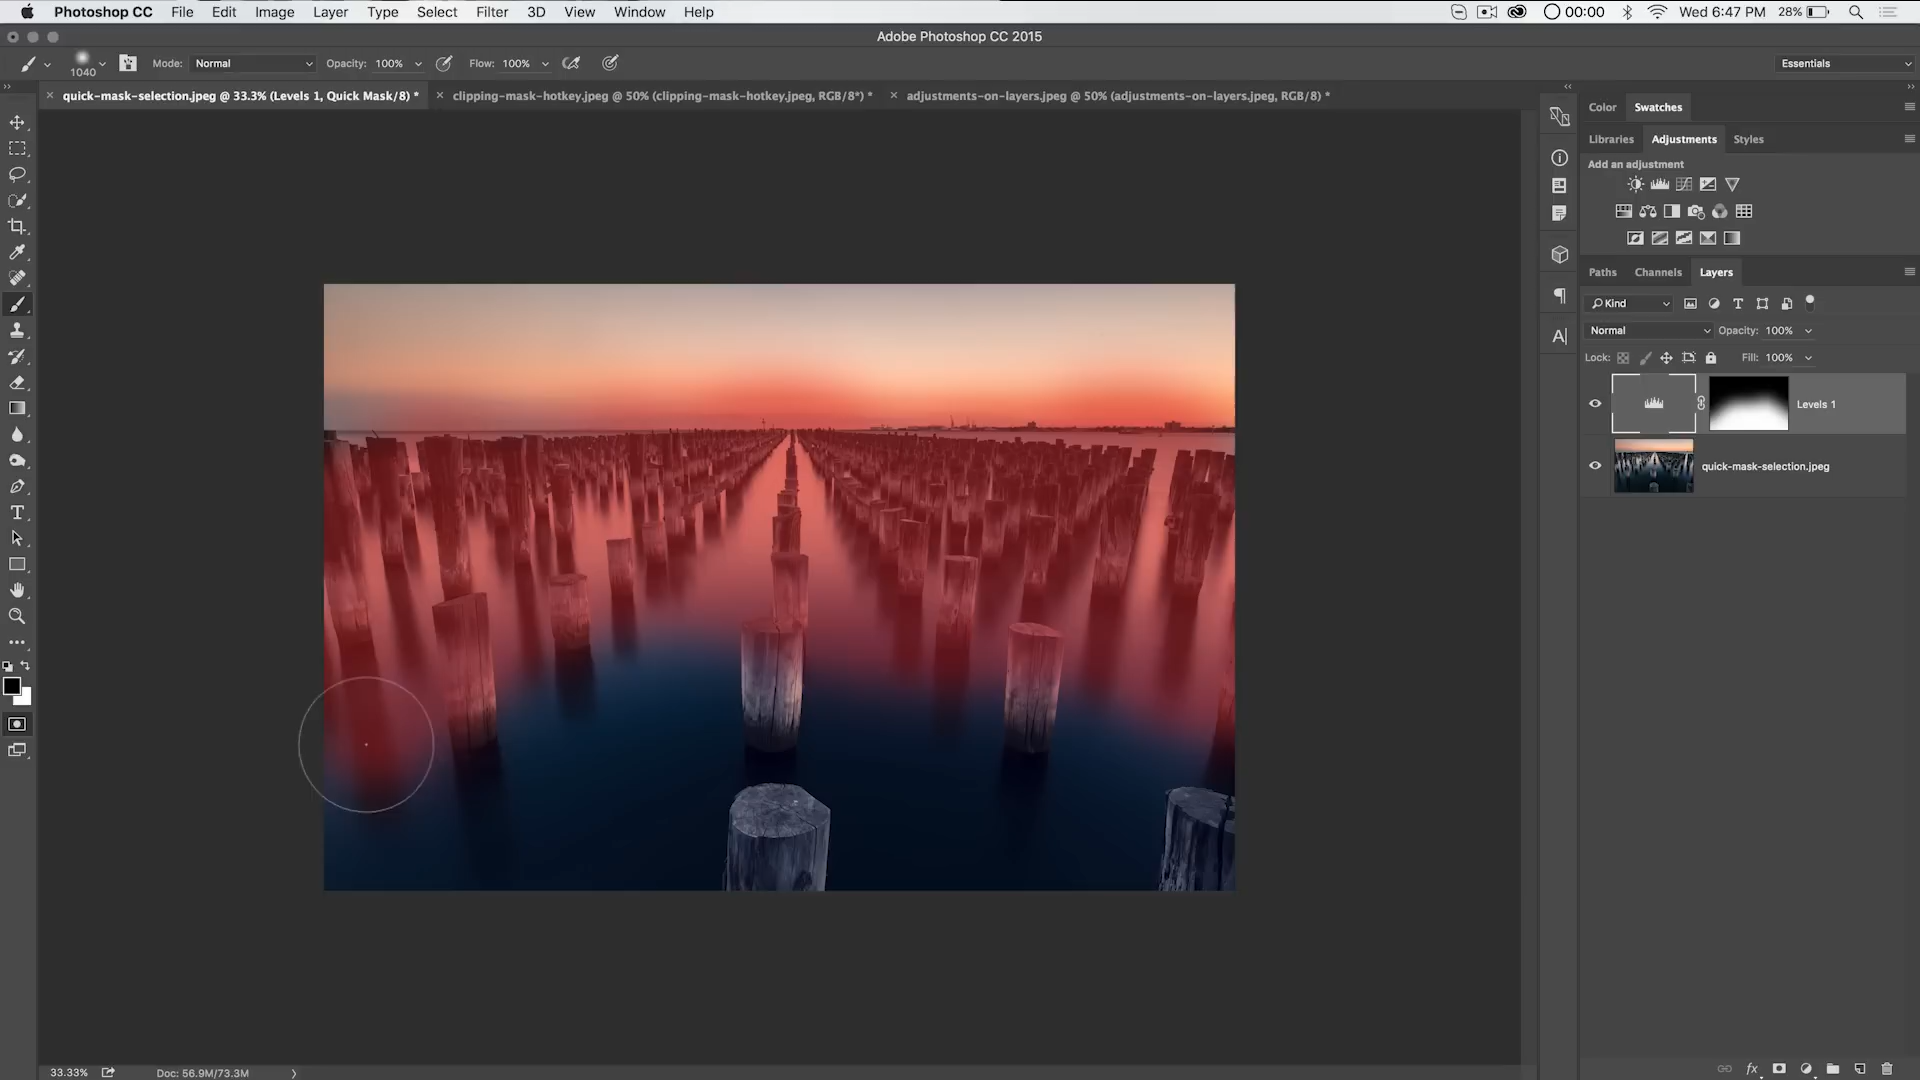 Photoshop CC File Edit Image Layer Type Select Filter 3D View Window Help 00:00 Wed 6:47 PM 28%
Adobe Photoshop CC 2015
1040 Mode: Normal Opacity: 100% Flow: 100% Essentials
quick-mask-selection.jpeg @ 33.3% (Levels 1, Quick Mask/8) * clipping-mask-hotkey.jpeg @ 50% (clipping-mask-hotkey.jpeg, RGB/8*) * adjustments-on-layers.jpeg @ 50% (adjustments-on-layers.jpeg, RGB/8) *
Color Swatches
Libraries Adjustments Styles
Add an adjustment
Paths Channels Layers
Kind
Normal Opacity: 100%
Lock: Fill: 100%
Levels 1
quick-mask-selection.jpeg
33.33% Doc: 56.9M/73.3M